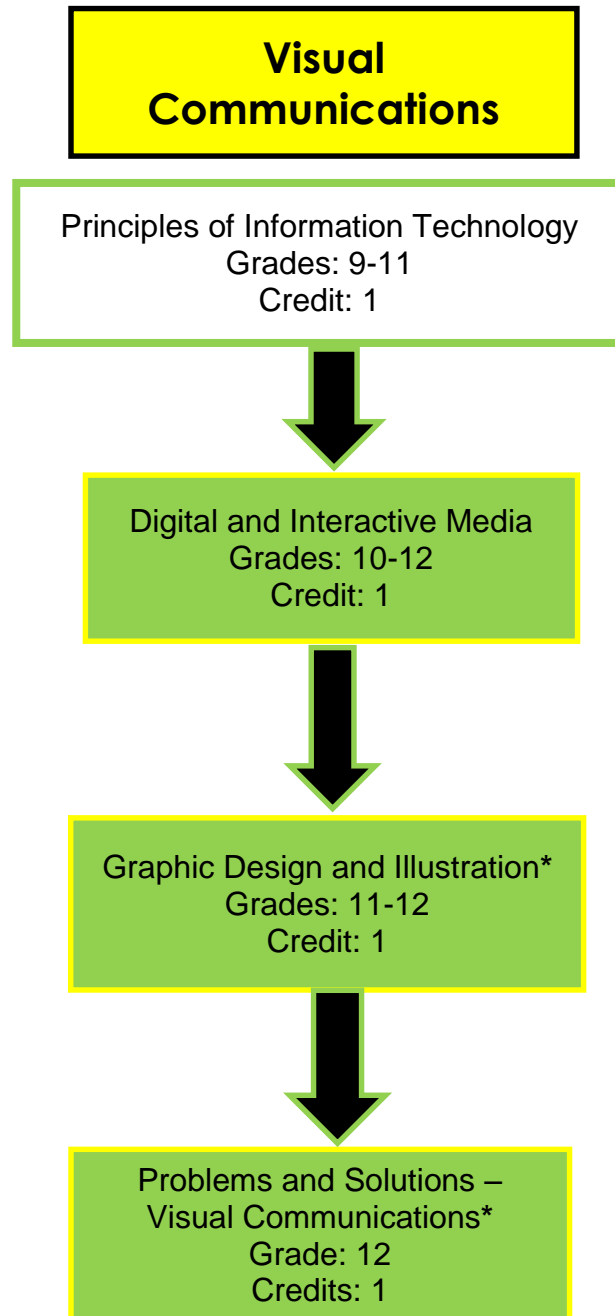 Visual
Communications
Principles of Information Technology
Grades: 9-11
Credit: 1
Digital and Interactive Media
Grades: 10-12
Credit: 1
Graphic Design and Illustration*
Grades: 11-12
Credit: 1
Problems and Solutions –
Visual Communications*
Grade: 12
Credits: 1